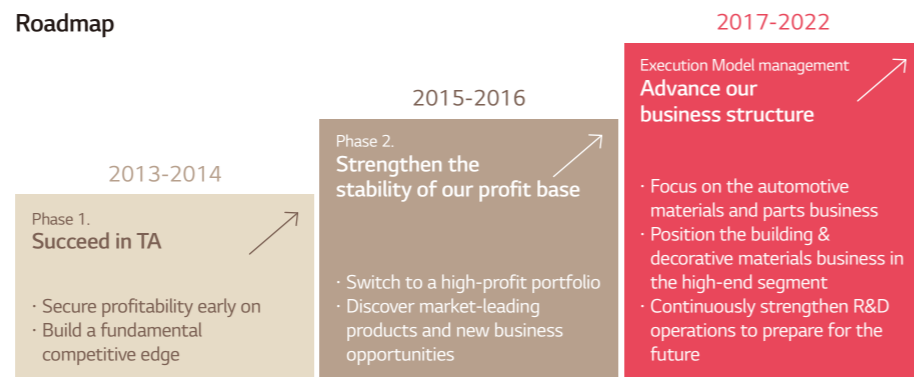 Roadmap
2013-2014
Phase 1.
Succeed in TA
· Secure profitability early on
· Build a fundamental
competitive edge
2015-2016
Phase 2.
Strengthen the
stability of our profit base
· Switch to a high-profit portfolio
· Discover market-leading
products and new business
opportunities
2017-2022
Execution Model management
Advance our
business structure
· Focus on the automotive
materials and parts business
· Position the building &
decorative materials business in
the high-end segment
· Continuously strengthen R&D
operations to prepare for the
future